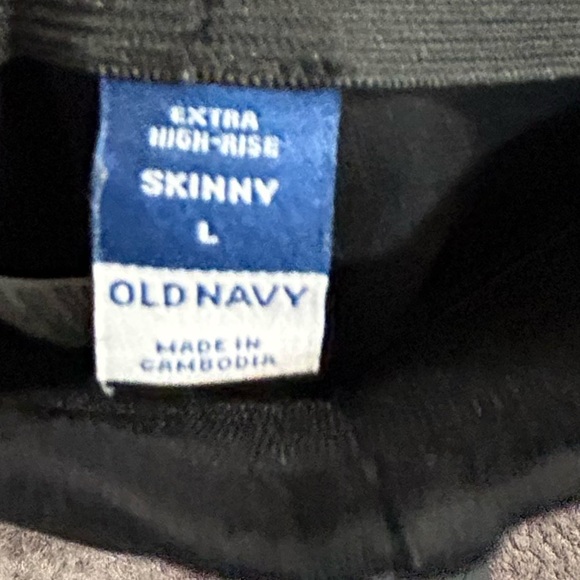 EXTRA
HIGH-RISE
SKINNY
L
OLD NAVY
MADE IN
CAMBODIA